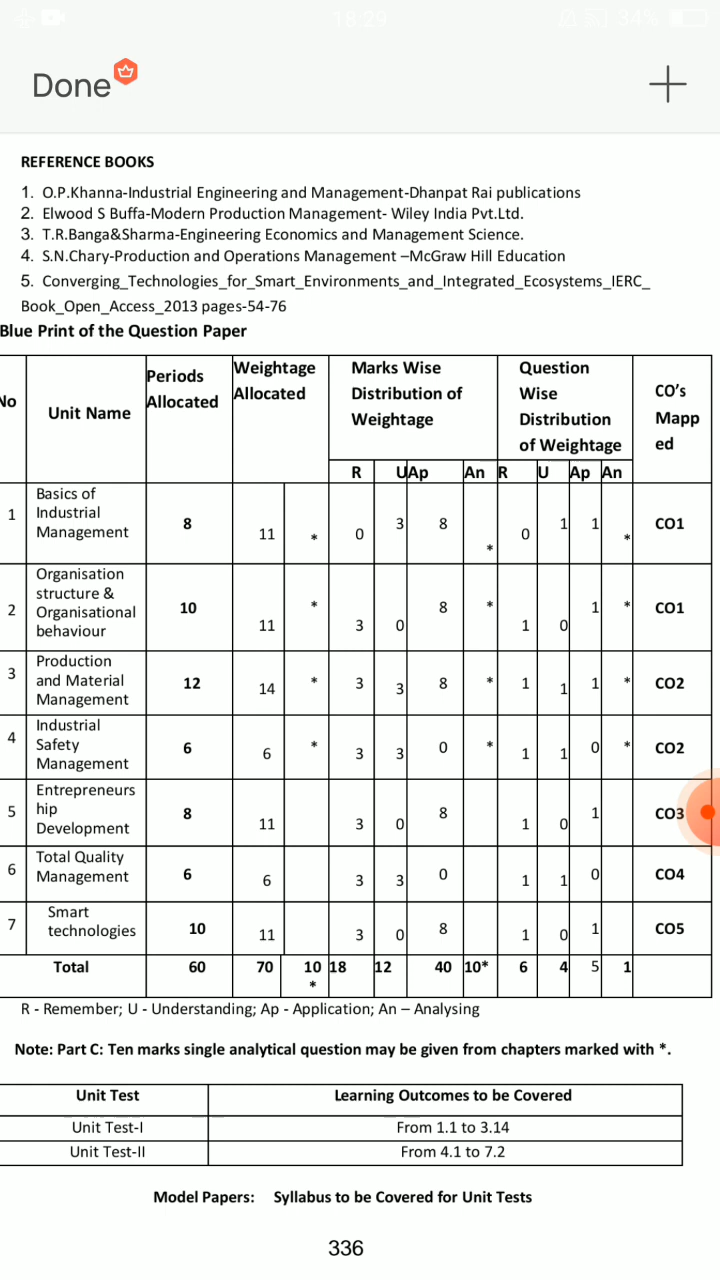 18:29
34%
Done
REFERENCE BOOKS
1. O.P.Khanna-Industrial Engineering and Management-Dhanpat Rai publications
2. Elwood S Buffa-Modern Production Management- Wiley India Pvt.Ltd.
3. T.R.Banga&Sharma-Engineering Economics and Management Science.
4. S.N.Chary-Production and Operations Management –McGraw Hill Education
5. Converging_Technologies_for_Smart_Environments_and_Integrated_Ecosystems_IERC_
Book_Open_Access_2013 pages-54-76
Blue Print of the Question Paper
No Unit Name Periods Allocated Weightage Allocated Marks Wise Distribution of Weightage Question Wise Distribution of Weightage CO's Mapp ed
R U Ap An R U Ap An
1 Basics of Industrial Management 8 11 * 0 3 8 * 0 1 1 * CO1
2 Organisation structure & Organisational behaviour 10 11 * 3 0 8 * 1 0 1 * CO1
3 Production and Material Management 12 14 * 3 3 8 * 1 1 1 * CO2
4 Industrial Safety Management 6 6 * 3 3 0 * 1 1 0 * CO2
5 Entrepreneurs hip Development 8 11 3 0 8 1 0 1 CO3
6 Total Quality Management 6 6 3 3 0 1 1 0 CO4
7 Smart technologies 10 11 3 0 8 1 0 1 CO5
Total 60 70 10 * 18 12 40 10* 6 4 5 1
R - Remember; U - Understanding; Ap - Application; An – Analysing
Note: Part C: Ten marks single analytical question may be given from chapters marked with *.
Unit Test Learning Outcomes to be Covered
Unit Test-I From 1.1 to 3.14
Unit Test-II From 4.1 to 7.2
Model Papers: Syllabus to be Covered for Unit Tests
336